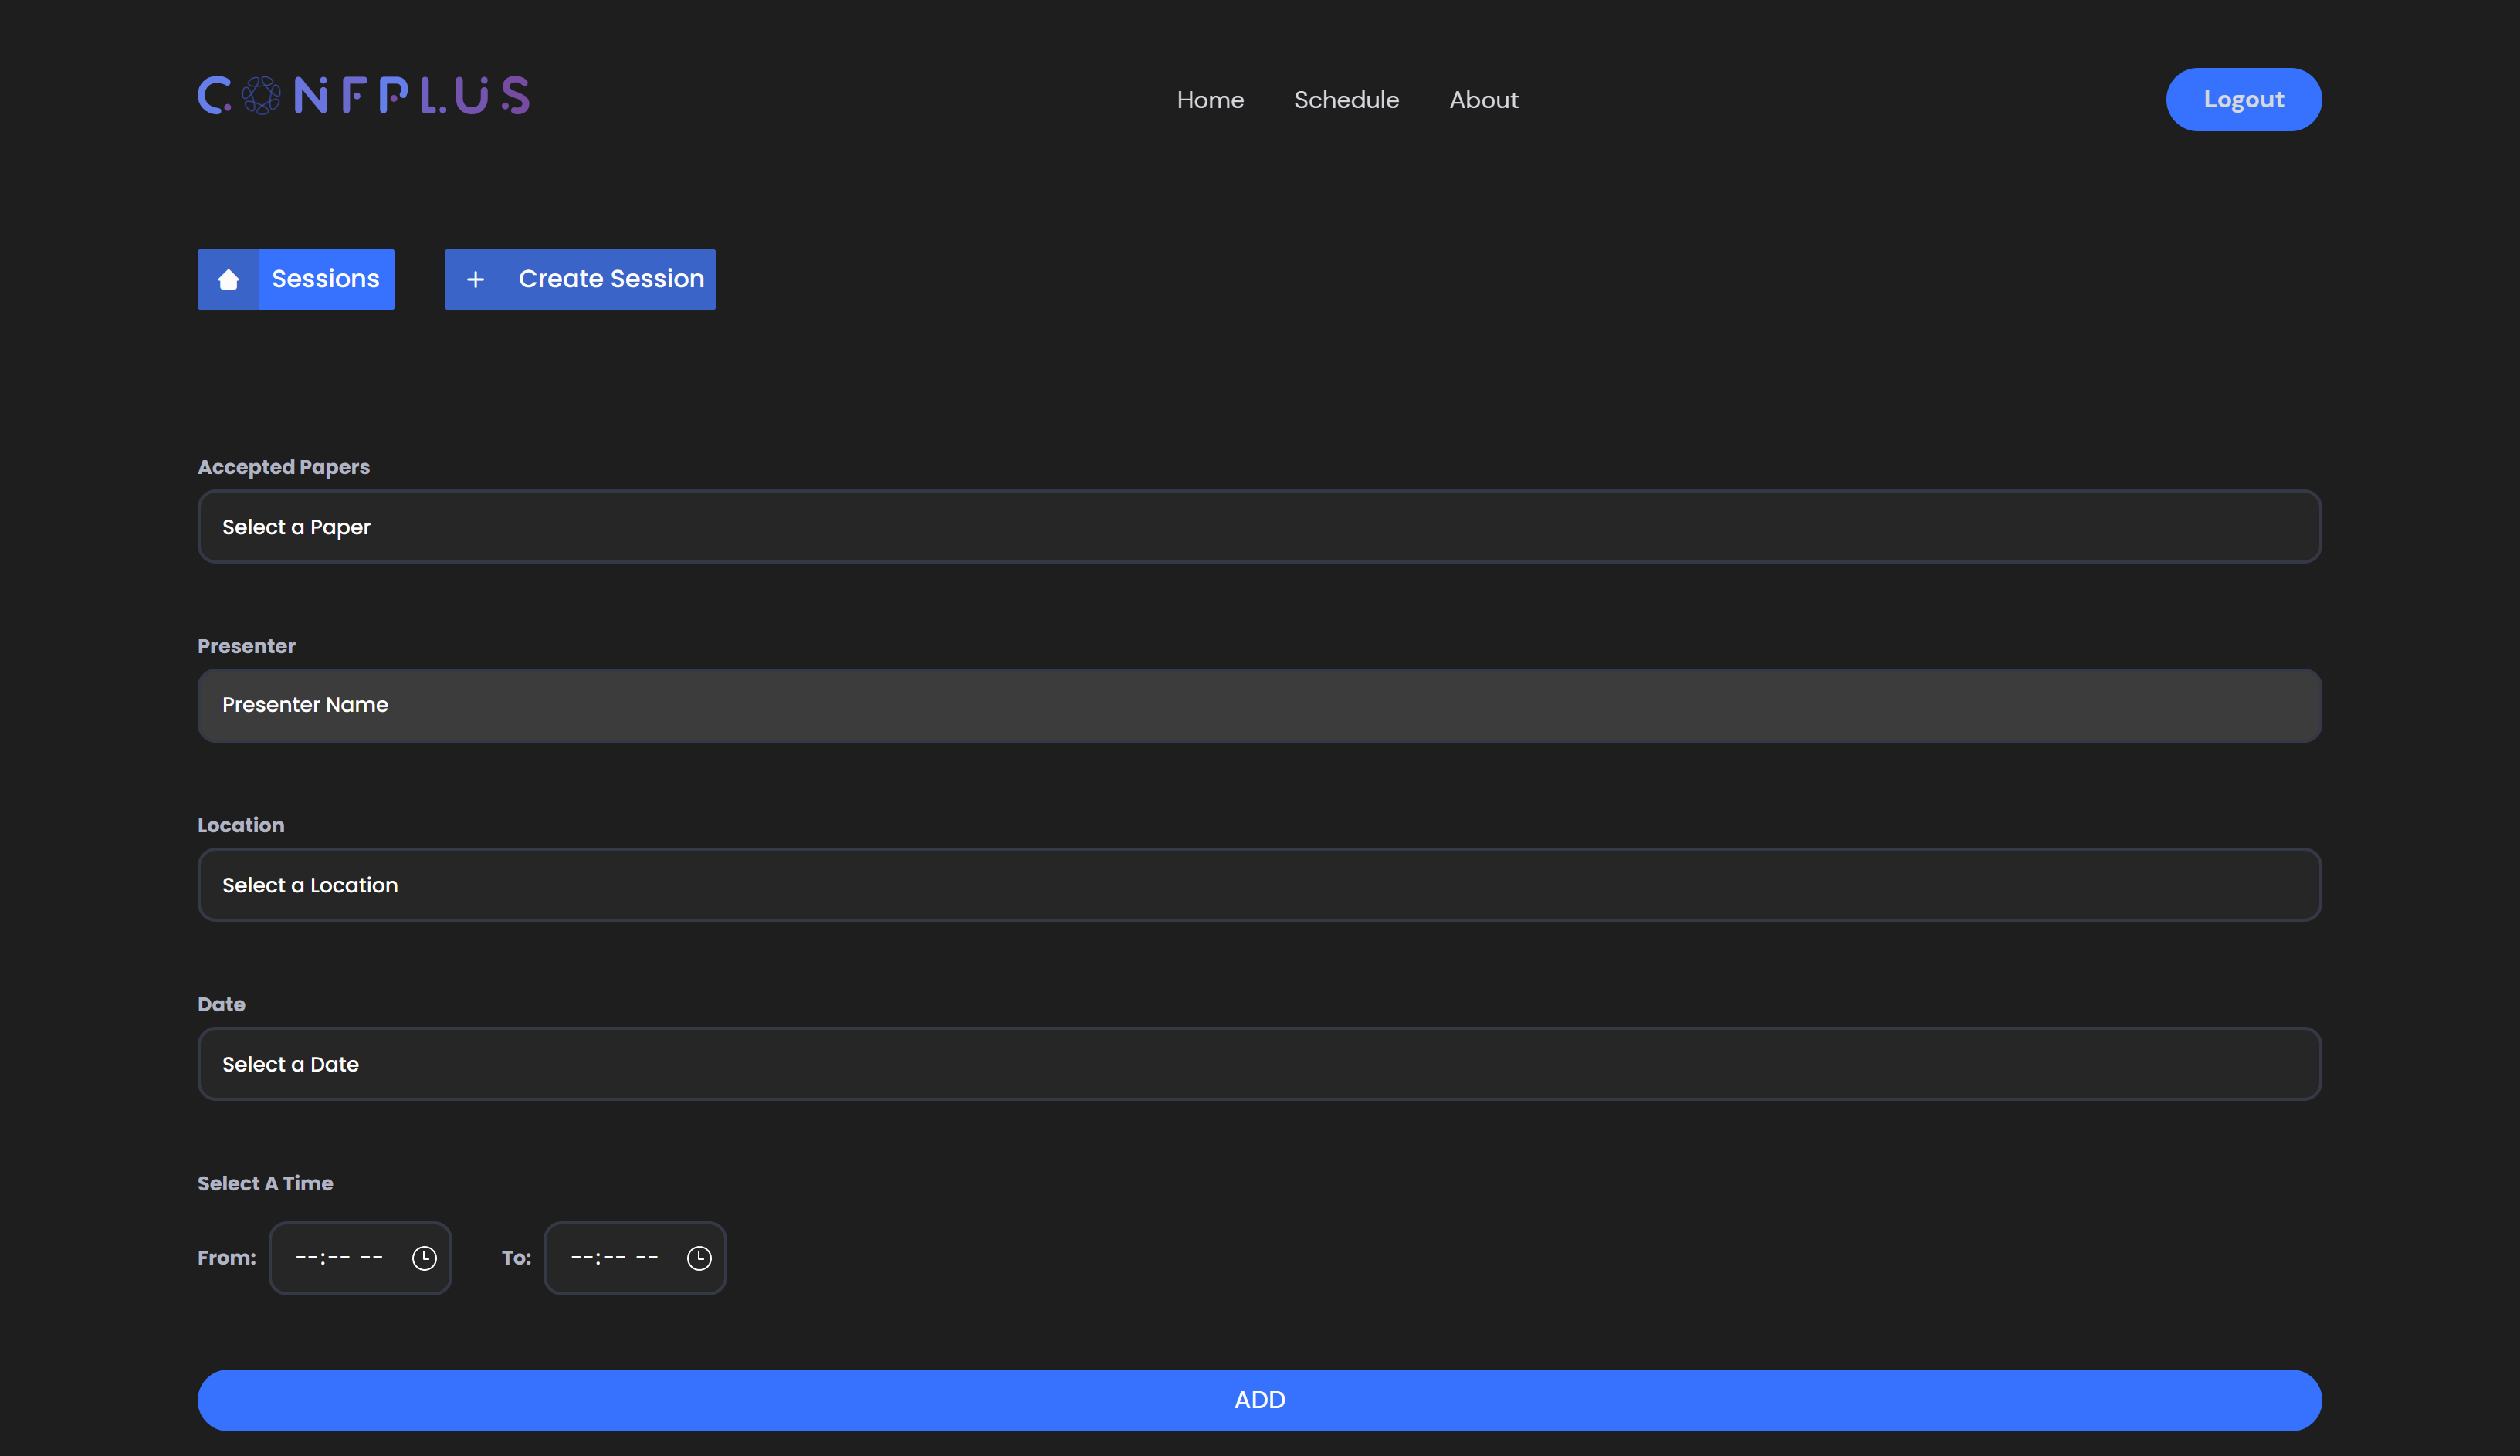 CONFPLUS
Home Schedule About
Logout
Sessions
+ Create Session
Accepted Papers
Select a Paper
Presenter
Presenter Name
Location
Select a Location
Date
Select a Date
Select A Time
From: --:-- -- To: --:-- --
ADD